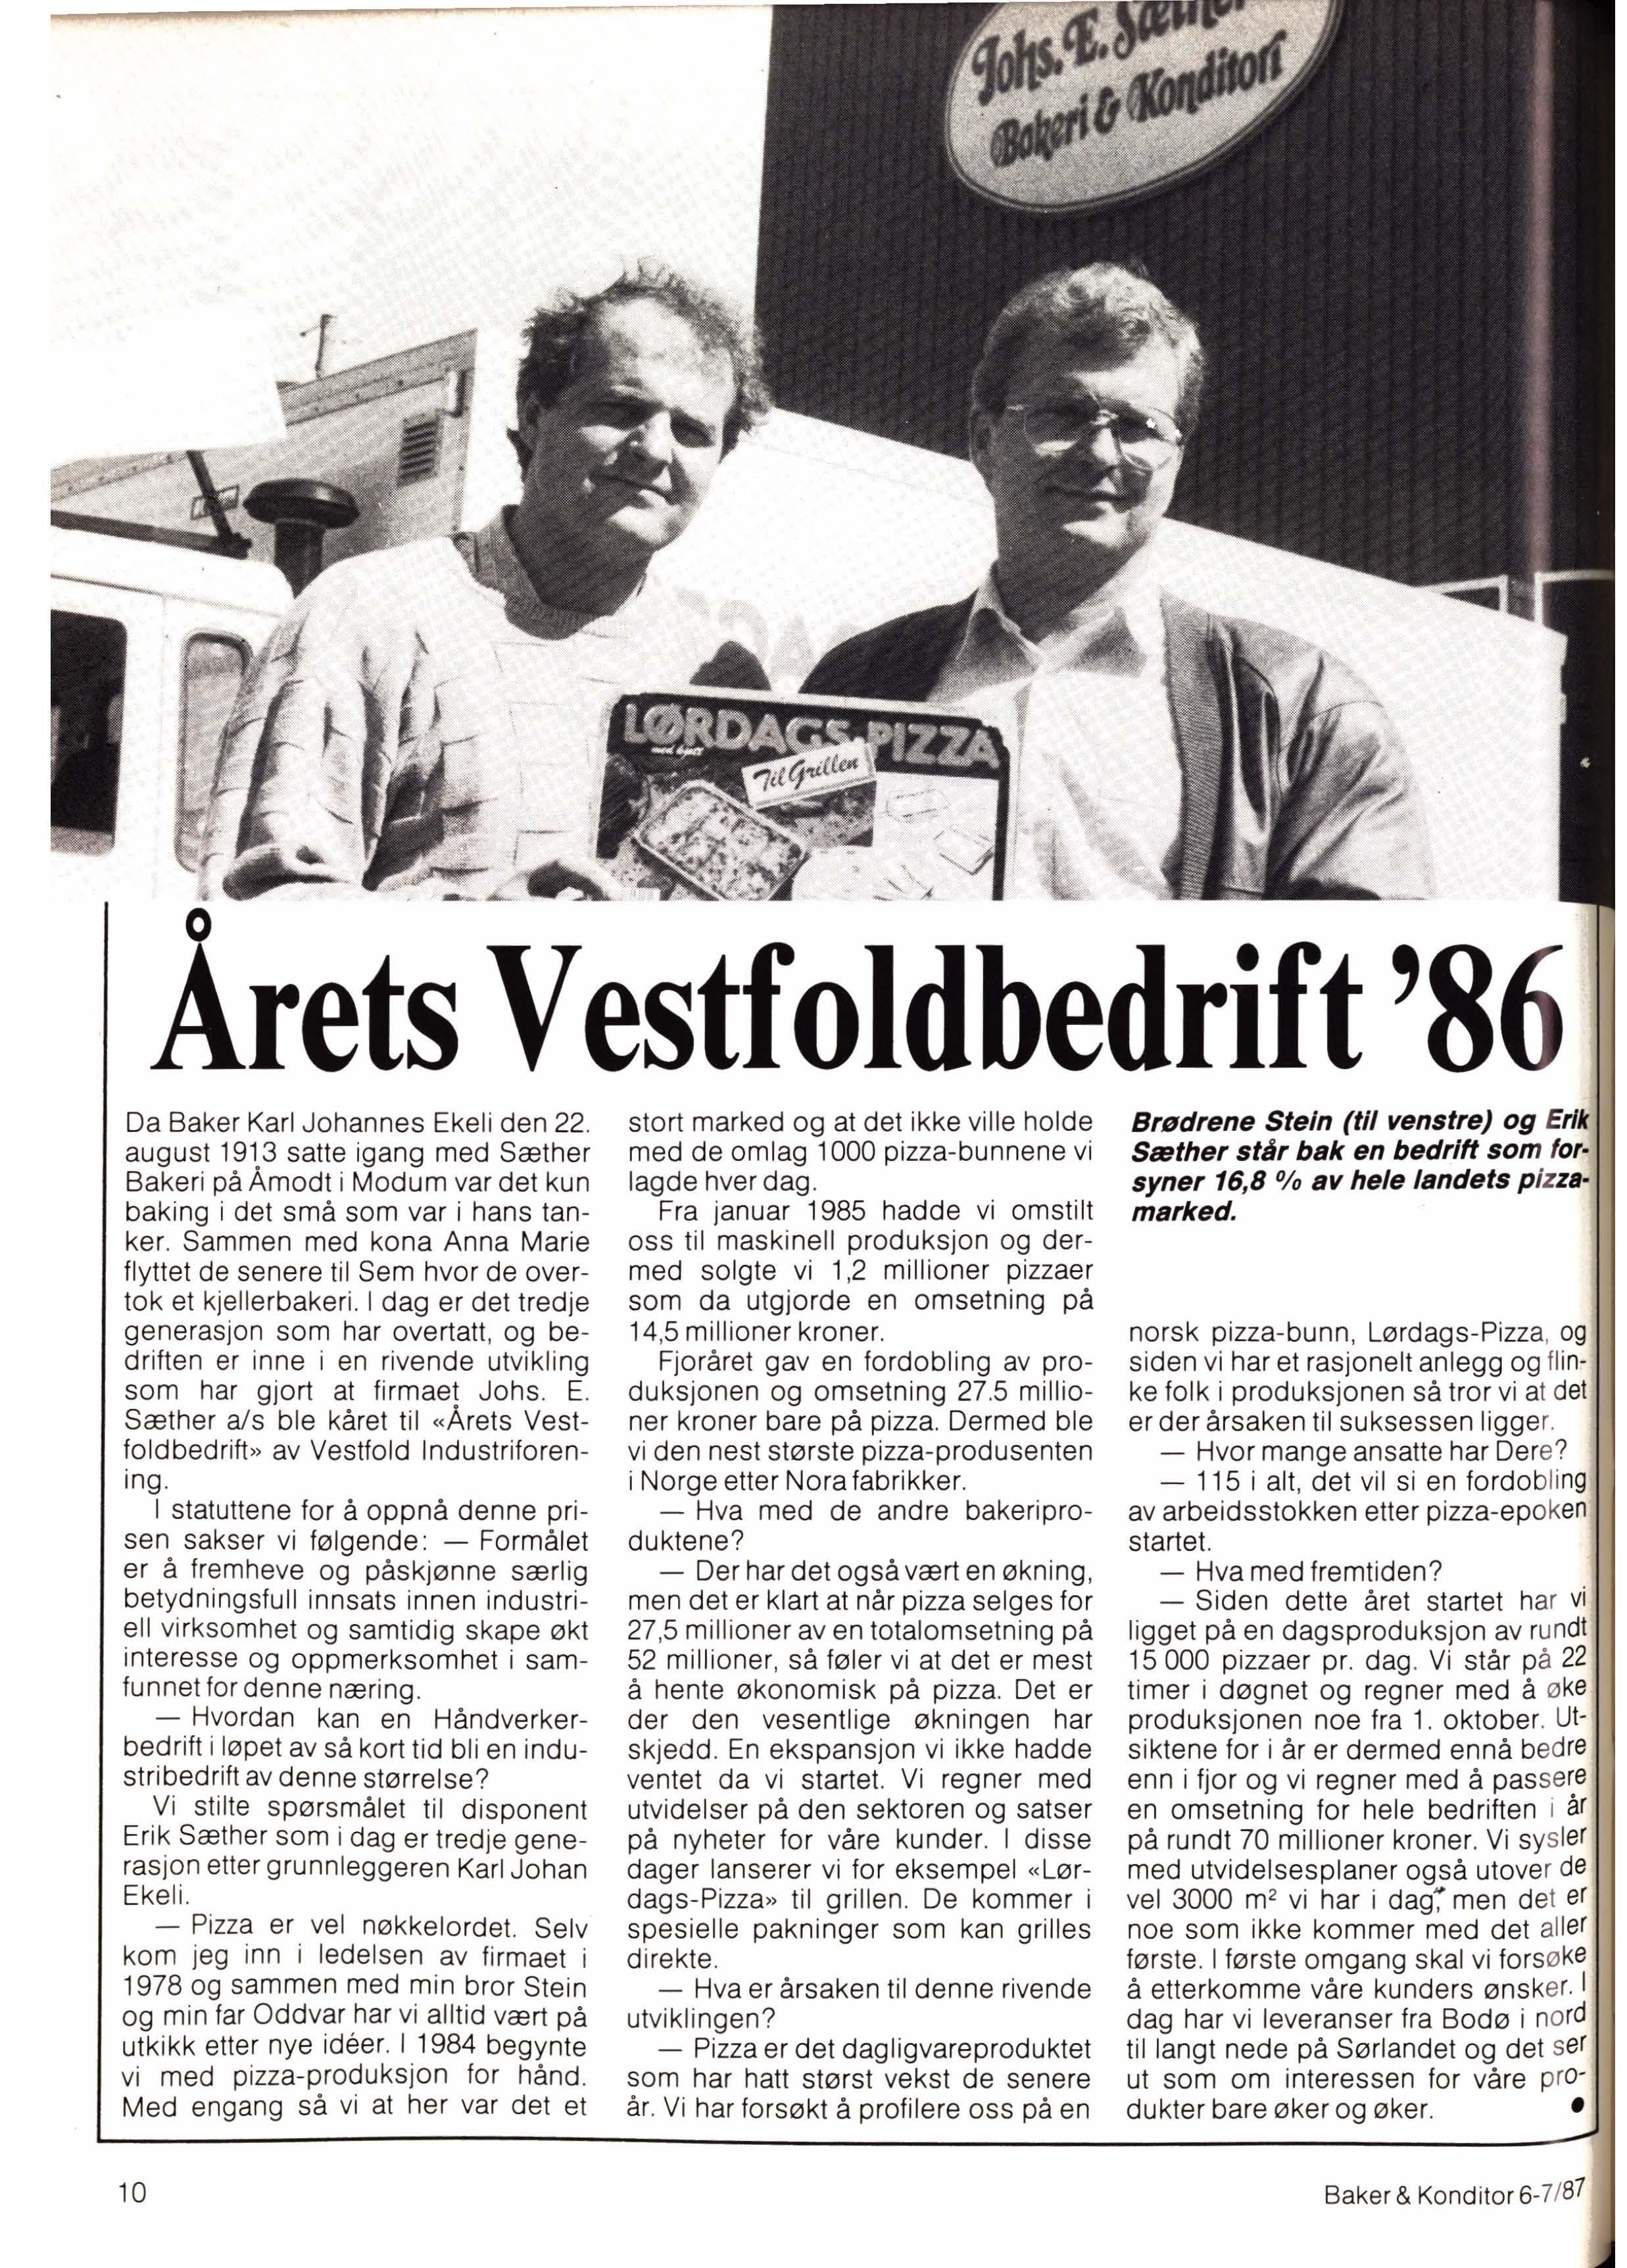 Johs. E. Sæther
Bakeri & Konditori
LØRDAGS-PIZZA
med kjøtt
Til Grillen
Årets Vestfoldbedrift ’86
Da Baker Karl Johannes Ekeli den 22.
august 1913 satte igang med Sæther
Bakeri på Åmodt i Modum var det kun
baking i det små som var i hans tan-
ker. Sammen med kona Anna Marie
flyttet de senere til Sem hvor de over-
tok et kjellerbakeri. I dag er det tredje
generasjon som har overtatt, og be-
driften er inne i en rivende utvikling
som har gjort at firmaet Johs. E.
Sæther a/s ble kåret til «Årets Vest-
foldbedrift» av Vestfold Industriforen-
ing.
I statuttene for å oppnå denne pri-
sen sakser vi følgende: — Formålet
er å fremheve og påskjønne særlig
betydningsfull innsats innen industri-
ell virksomhet og samtidig skape økt
interesse og oppmerksomhet i sam-
funnet for denne næring.
— Hvordan kan en Håndverker-
bedrift i løpet av så kort tid bli en indu-
stribedrift av denne størrelse?
Vi stilte spørsmålet til disponent
Erik Sæther som i dag er tredje gene-
rasjon etter grunnleggeren Karl Johan
Ekeli.
— Pizza er vel nøkkelordet. Selv
kom jeg inn i ledelsen av firmaet i
1978 og sammen med min bror Stein
og min far Oddvar har vi alltid vært på
utkikk etter nye idéer. I 1984 begynte
vi med pizza-produksjon for hånd.
Med engang så vi at her var det et
stort marked og at det ikke ville holde
med de omlag 1000 pizza-bunnene vi
lagde hver dag.
Fra januar 1985 hadde vi omstilt
oss til maskinell produksjon og der-
med solgte vi 1,2 millioner pizzaer
som da utgjorde en omsetning på
14,5 millioner kroner.
Fjoråret gav en fordobling av pro-
duksjonen og omsetning 27.5 millio-
ner kroner bare på pizza. Dermed ble
vi den nest største pizza-produsenten
i Norge etter Nora fabrikker.
— Hva med de andre bakeripro-
duktene?
— Der har det også vært en økning,
men det er klart at når pizza selges for
27,5 millioner av en totalomsetning på
52 millioner, så føler vi at det er mest
å hente økonomisk på pizza. Det er
der den vesentlige økningen har
skjedd. En ekspansjon vi ikke hadde
ventet da vi startet. Vi regner med
utvidelser på den sektoren og satser
på nyheter for våre kunder. I disse
dager lanserer vi for eksempel «Lør-
dags-Pizza» til grillen. De kommer i
spesielle pakninger som kan grilles
direkte.
— Hva er årsaken til denne rivende
utviklingen?
— Pizza er det dagligvareproduktet
som har hatt størst vekst de senere
år. Vi har forsøkt å profilere oss på en
Brødrene Stein (til venstre) og Erik
Sæther står bak en bedrift som for-
syner 16,8 % av hele landets pizza-
marked.
norsk pizza-bunn, Lørdags-Pizza, og
siden vi har et rasjonelt anlegg og flin-
ke folk i produksjonen så tror vi at det
er der årsaken til suksessen ligger.
— Hvor mange ansatte har Dere?
— 115 i alt, det vil si en fordobling
av arbeidsstokken etter pizza-epoken
startet.
— Hva med fremtiden?
— Siden dette året startet har vi
ligget på en dagsproduksjon av rundt
15 000 pizzaer pr. dag. Vi står på 22
timer i døgnet og regner med å øke
produksjonen noe fra 1. oktober. Ut-
siktene for i år er dermed ennå bedre
enn i fjor og vi regner med å passere
en omsetning for hele bedriften i år
på rundt 70 millioner kroner. Vi sysler
med utvidelsesplaner også utover de
vel 3000 m² vi har i dag, men det er
noe som ikke kommer med det aller
første. I første omgang skal vi forsøke
å etterkomme våre kunders ønsker. I
dag har vi leveranser fra Bodø i nord
til langt nede på Sørlandet og det ser
ut som om interessen for våre pro-
dukter bare øker og øker. ●
10
Baker & Konditor 6-7/87